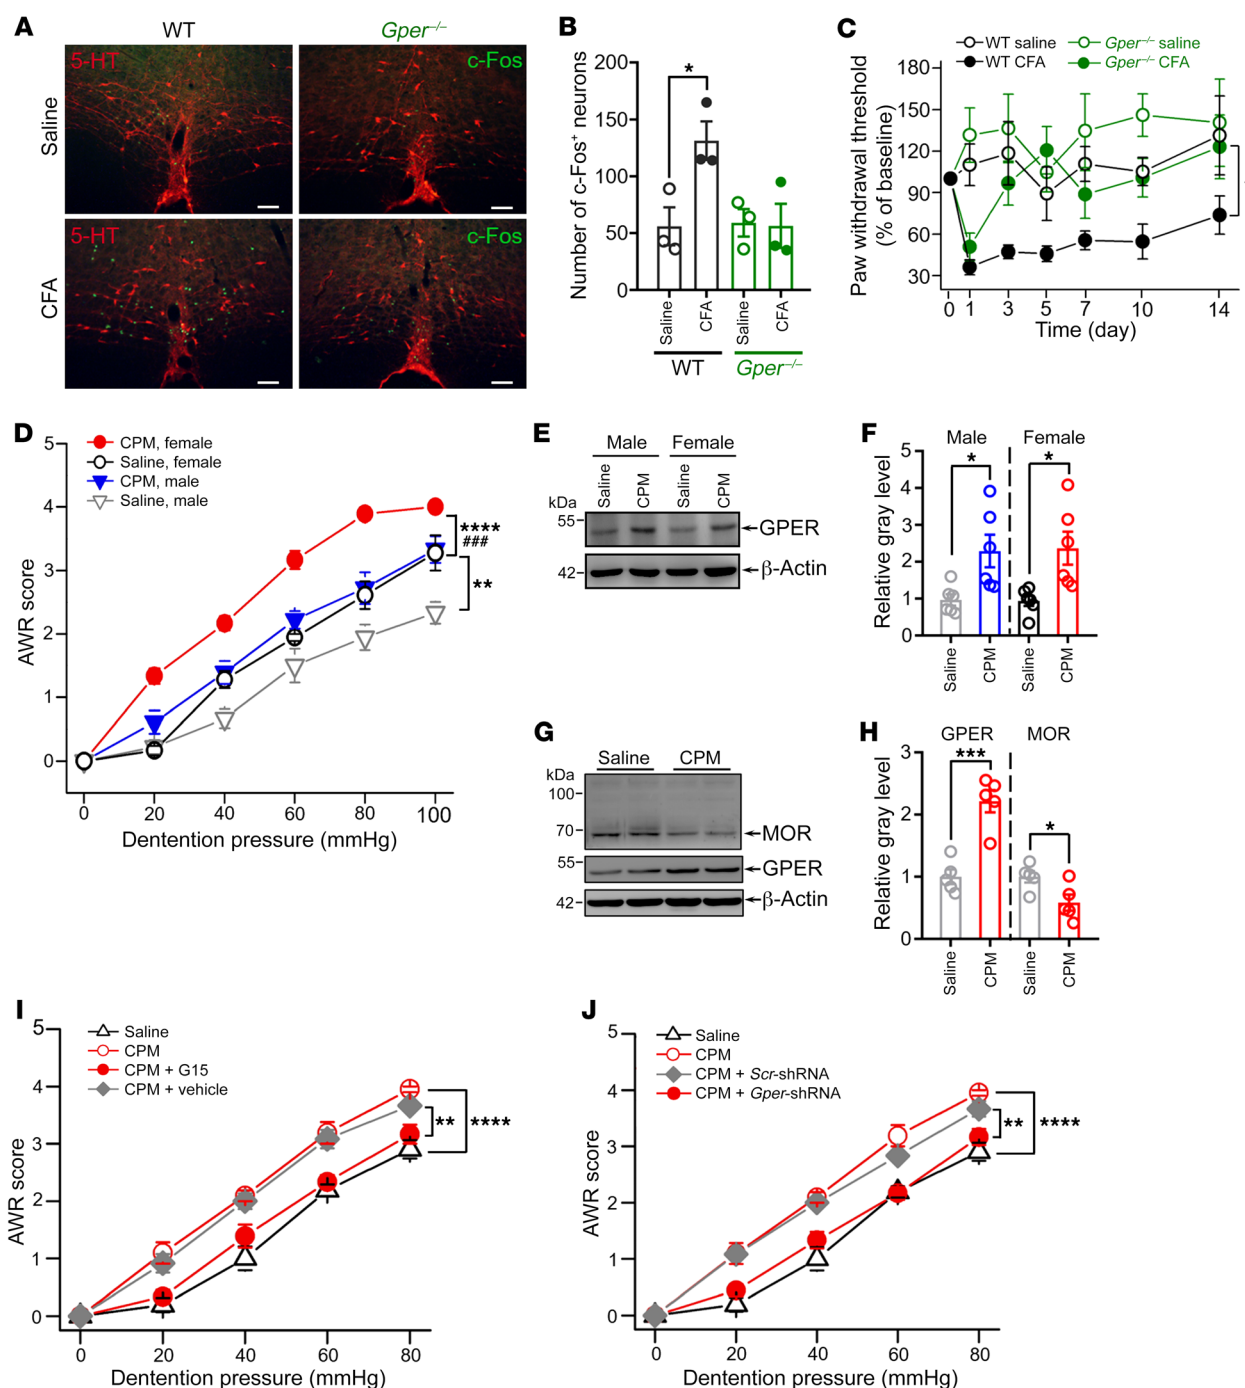 A
WT
Gper−/−
Saline
5-HT
c-Fos
CFA
5-HT
c-Fos
B
Number of c-Fos+ neurons
200
150
100
50
0
*
Saline
CFA
Saline
CFA
WT
Gper−/−
C
WT saline
Gper−/− saline
WT CFA
Gper−/− CFA
Paw withdrawal threshold
(% of baseline)
180
150
120
90
60
30
0 1 3 5 7 10 14
Time (day)
D
CPM, female
Saline, female
CPM, male
Saline, male
AWR score
5
4
3
2
1
0
****
###
**
0 20 40 60 80 100
Dentention pressure (mmHg)
E
Male Female
Saline
CPM
Saline
CPM
kDa
55
GPER
42
β-Actin
F
Male Female
Relative gray level
5
4
3
2
1
0
* *
Saline
CPM
Saline
CPM
G
Saline CPM
kDa
100
70
MOR
55
GPER
42
β-Actin
H
GPER MOR
Relative gray level
3
2
1
0
*** *
Saline
CPM
Saline
CPM
I
Saline
CPM
CPM + G15
CPM + vehicle
AWR score
5
4
3
2
1
0
** ****
0 20 40 60 80
Dentention pressure (mmHg)
J
Saline
CPM
CPM + Scr-shRNA
CPM + Gper-shRNA
AWR score
5
4
3
2
1
0
** ****
0 20 40 60 80
Dentention pressure (mmHg)